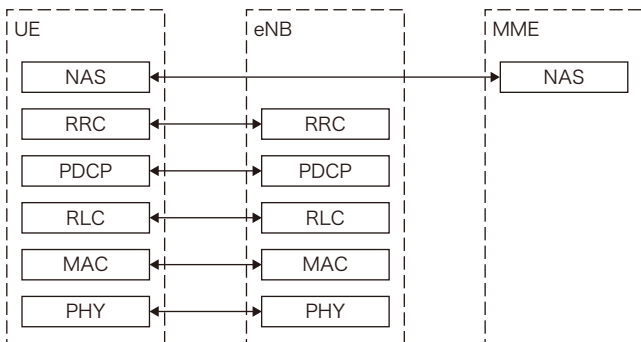 UE eNB MME
NAS NAS
RRC RRC
PDCP PDCP
RLC RLC
MAC MAC
PHY PHY